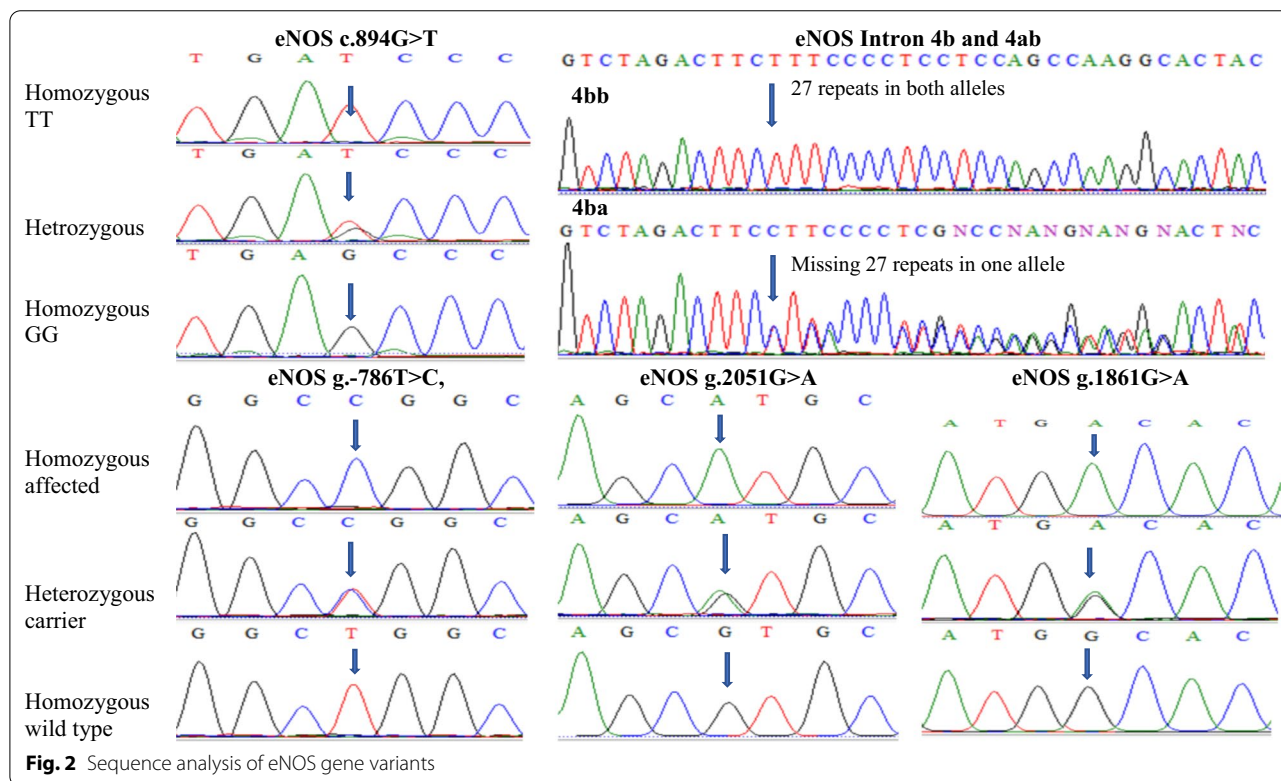 eNOS c.894G>T
T G A T C C C
Homozygous
TT
T G A T C C C
Hetrozygous
T G A G C C C
Homozygous
GG
eNOS Intron 4b and 4ab
GTCTAGACTTCTTTCCCCTCCTCCAGCCAAGGCACTAC
4bb
27 repeats in both alleles
4ba
GTCTAGACTTCCTTCCCCTCGNCCNANGNANGNACTNC
Missing 27 repeats in one allele
eNOS g.-786T>C,
G G C C G G C
Homozygous
affected
G G C C G G C
Heterozygous
carrier
G G C T G G C
Homozygous
wild type
eNOS g.2051G>A
A G C A T G C
A G C A T G C
A G C G T G C
eNOS g.1861G>A
A T G A C A C
A T G A C A C
A T G G C A C
Fig. 2 Sequence analysis of eNOS gene variants